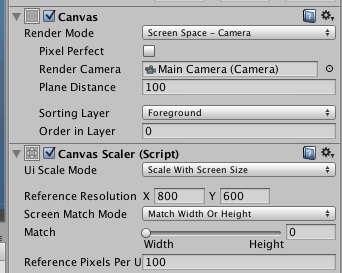 Canvas
Render Mode Screen Space - Camera
Pixel Perfect
Render Camera Main Camera (Camera)
Plane Distance 100
Sorting Layer Foreground
Order in Layer 0
Canvas Scaler (Script)
Ui Scale Mode Scale With Screen Size
Reference Resolution X 800 Y 600
Screen Match Mode Match Width Or Height
Match 0
Width Height
Reference Pixels Per U 100